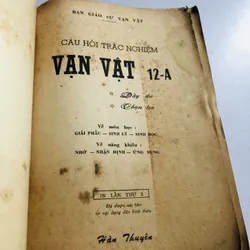 BAN GIÁO SƯ VẠN VẬT
CÂU HỎI TRẮC NGHIỆM
VẠN VẬT 12-A
* Đầy đủ
* Chọn lọc
Về môn học :
GIẢI PHẪU — SINH LÝ — SINH HỌC.
Về năng khiếu :
NHỚ — NHẬN ĐỊNH — ỨNG DỤNG
IN LẦN THỨ 2
Hàn Thuyên